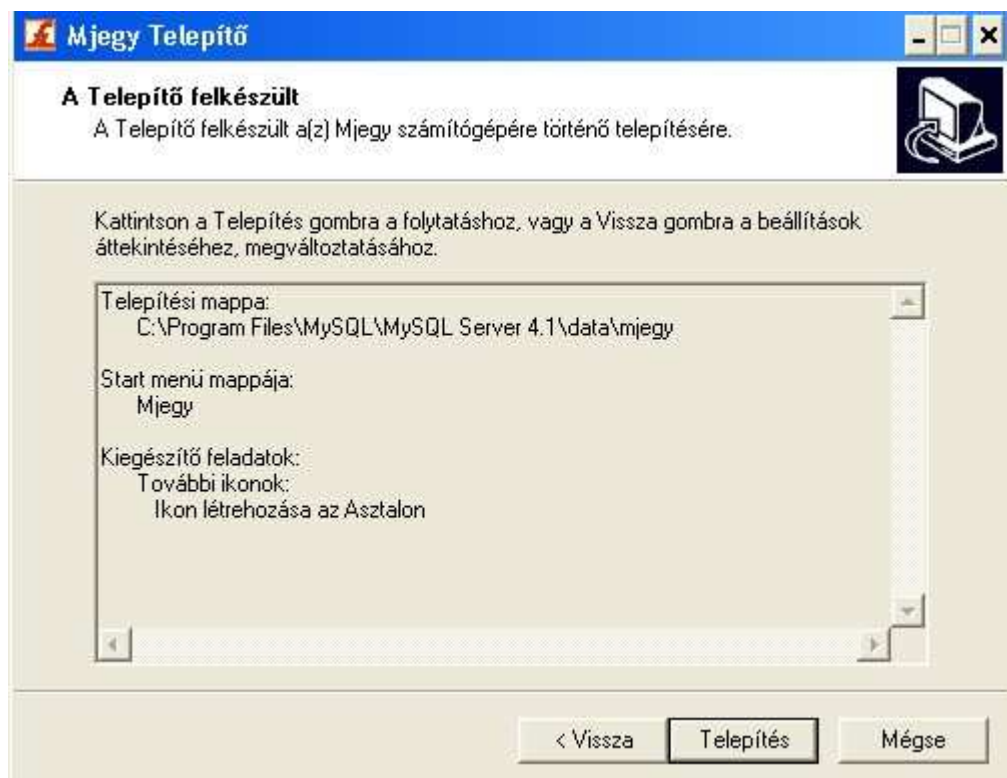 Mjegy Telepítő
A Telepítő felkészült
A Telepítő felkészült a(z) Mjegy számítógépére történő telepítésére.
Kattintson a Telepítés gombra a folytatáshoz, vagy a Vissza gombra a beállítások
áttekintéséhez, megváltoztatásához.
Telepítési mappa:
C:\Program Files\MySQL\MySQL Server 4.1\data\mjegy
Start menü mappája:
Mjegy
Kiegészítő feladatok:
További ikonok:
Ikon létrehozása az Asztalon
< Vissza
Telepítés
Mégse